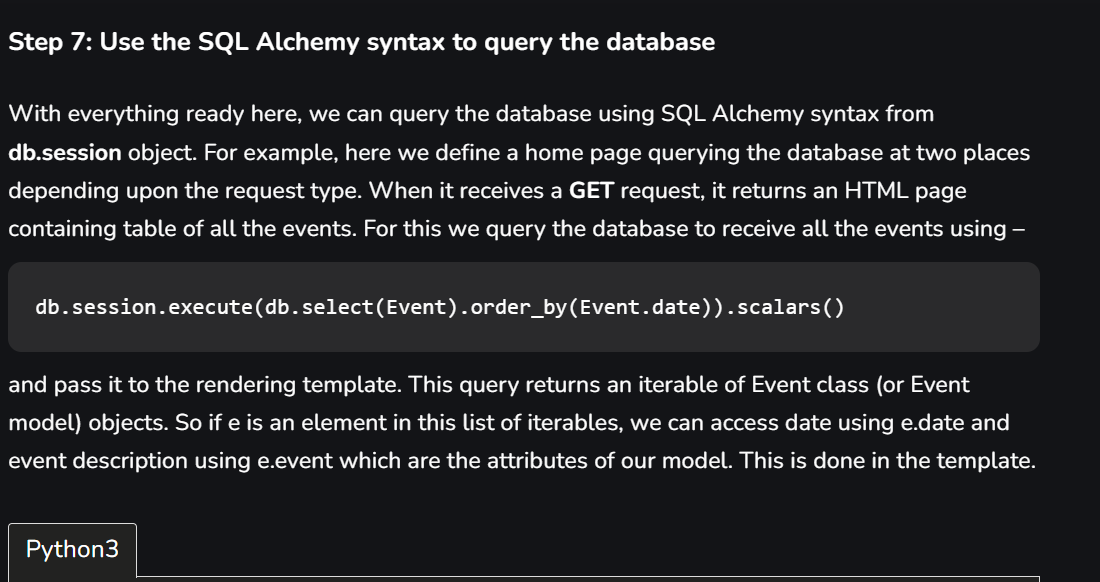 Step 7: Use the SQL Alchemy syntax to query the database
With everything ready here, we can query the database using SQL Alchemy syntax from
db.session object. For example, here we define a home page querying the database at two places
depending upon the request type. When it receives a GET request, it returns an HTML page
containing table of all the events. For this we query the database to receive all the events using –
db.session.execute(db.select(Event).order_by(Event.date)).scalars()
and pass it to the rendering template. This query returns an iterable of Event class (or Event
model) objects. So if e is an element in this list of iterables, we can access date using e.date and
event description using e.event which are the attributes of our model. This is done in the template.
Python3